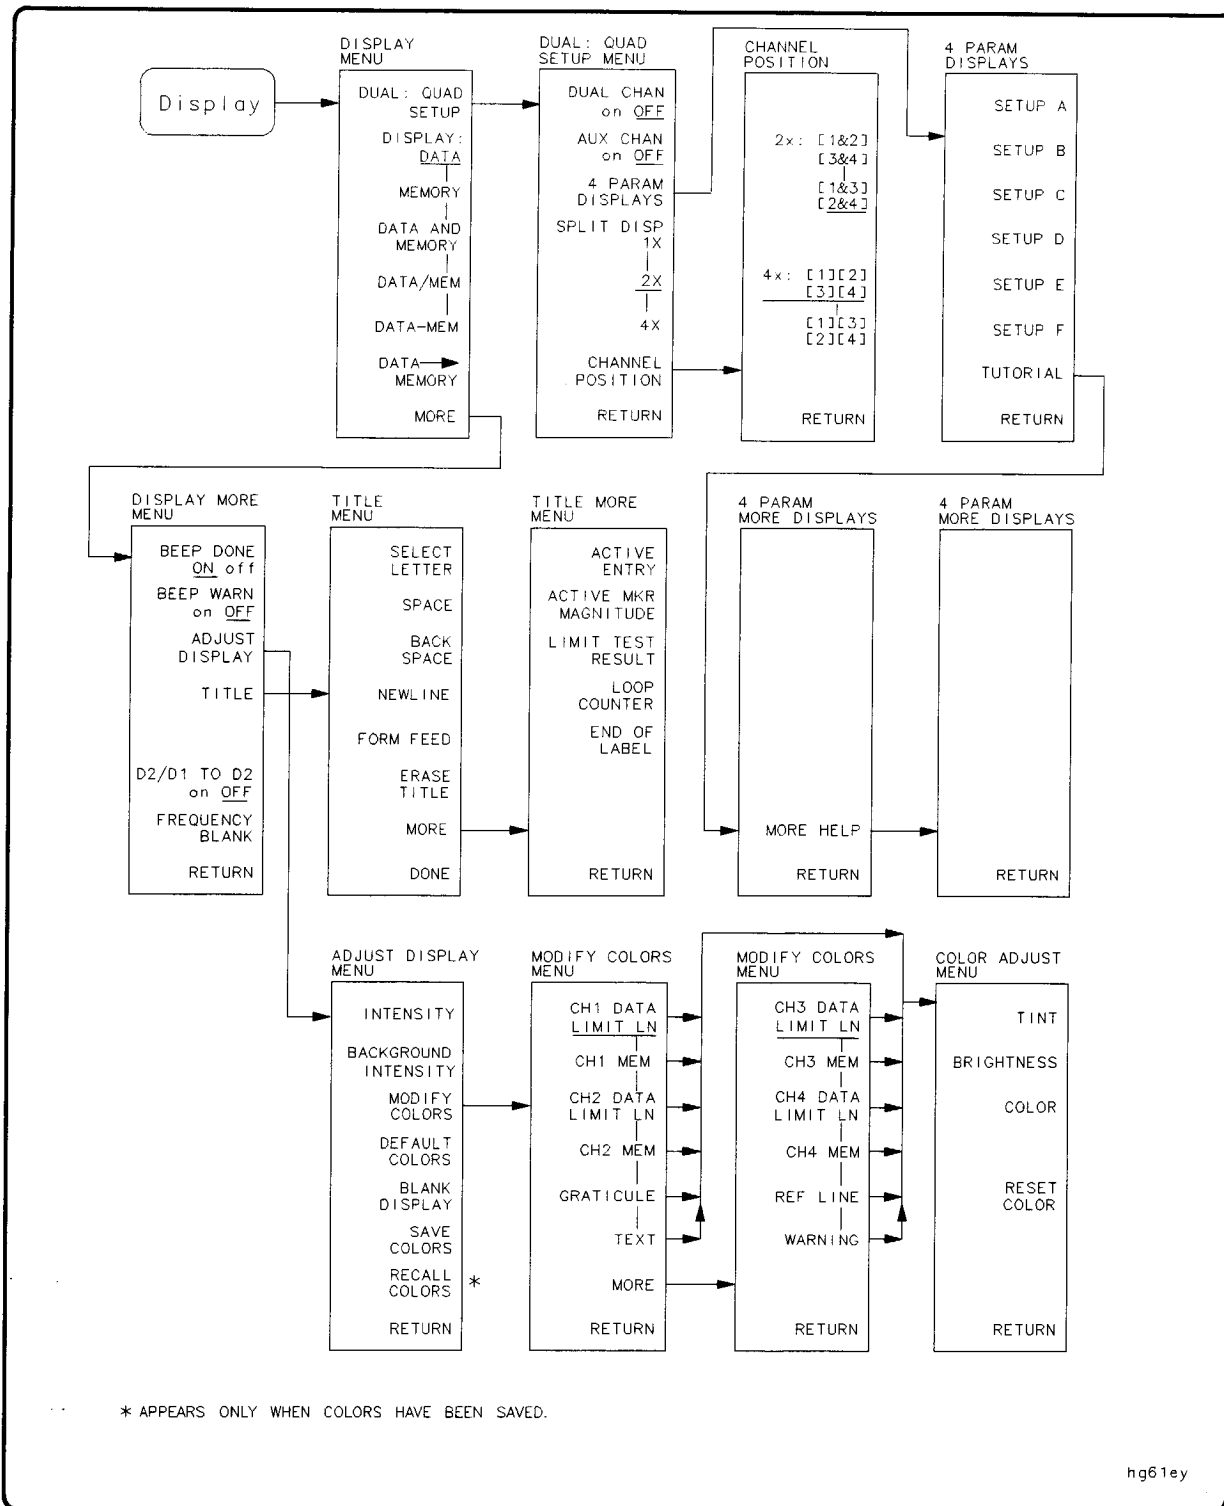 Display
DISPLAY
MENU
DUAL: QUAD
SETUP
DISPLAY:
DATA
MEMORY
DATA AND
MEMORY
DATA/MEM
DATA-MEM
DATA
MEMORY
MORE
DUAL: QUAD
SETUP MENU
DUAL CHAN
on OFF
AUX CHAN
on OFF
4 PARAM
DISPLAYS
SPLIT DISP
1X
2X
4X
CHANNEL
POSITION
RETURN
CHANNEL
POSITION
2x: [1&2]
[3&4]
[1&3]
[2&4]
4x: [1][2]
[3][4]
[1][3]
[2][4]
RETURN
4 PARAM
DISPLAYS
SETUP A
SETUP B
SETUP C
SETUP D
SETUP E
SETUP F
TUTORIAL
RETURN
DISPLAY MORE
MENU
BEEP DONE
ON off
BEEP WARN
on OFF
ADJUST
DISPLAY
TITLE
D2/D1 TO D2
on OFF
FREQUENCY
BLANK
RETURN
TITLE
MENU
SELECT
LETTER
SPACE
BACK
SPACE
NEWLINE
FORM FEED
ERASE
TITLE
MORE
DONE
TITLE MORE
MENU
ACTIVE
ENTRY
ACTIVE MKR
MAGNITUDE
LIMIT TEST
RESULT
LOOP
COUNTER
END OF
LABEL
RETURN
4 PARAM
MORE DISPLAYS
MORE HELP
RETURN
4 PARAM
MORE DISPLAYS
RETURN
ADJUST DISPLAY
MENU
INTENSITY
BACKGROUND
INTENSITY
MODIFY
COLORS
DEFAULT
COLORS
BLANK
DISPLAY
SAVE
COLORS
RECALL
COLORS *
RETURN
MODIFY COLORS
MENU
CH1 DATA
LIMIT LN
CH1 MEM
CH2 DATA
LIMIT LN
CH2 MEM
GRATICULE
TEXT
MORE
RETURN
MODIFY COLORS
MENU
CH3 DATA
LIMIT LN
CH3 MEM
CH4 DATA
LIMIT LN
CH4 MEM
REF LINE
WARNING
RETURN
COLOR ADJUST
MENU
TINT
BRIGHTNESS
COLOR
RESET
COLOR
RETURN
* APPEARS ONLY WHEN COLORS HAVE BEEN SAVED.
hg61ey